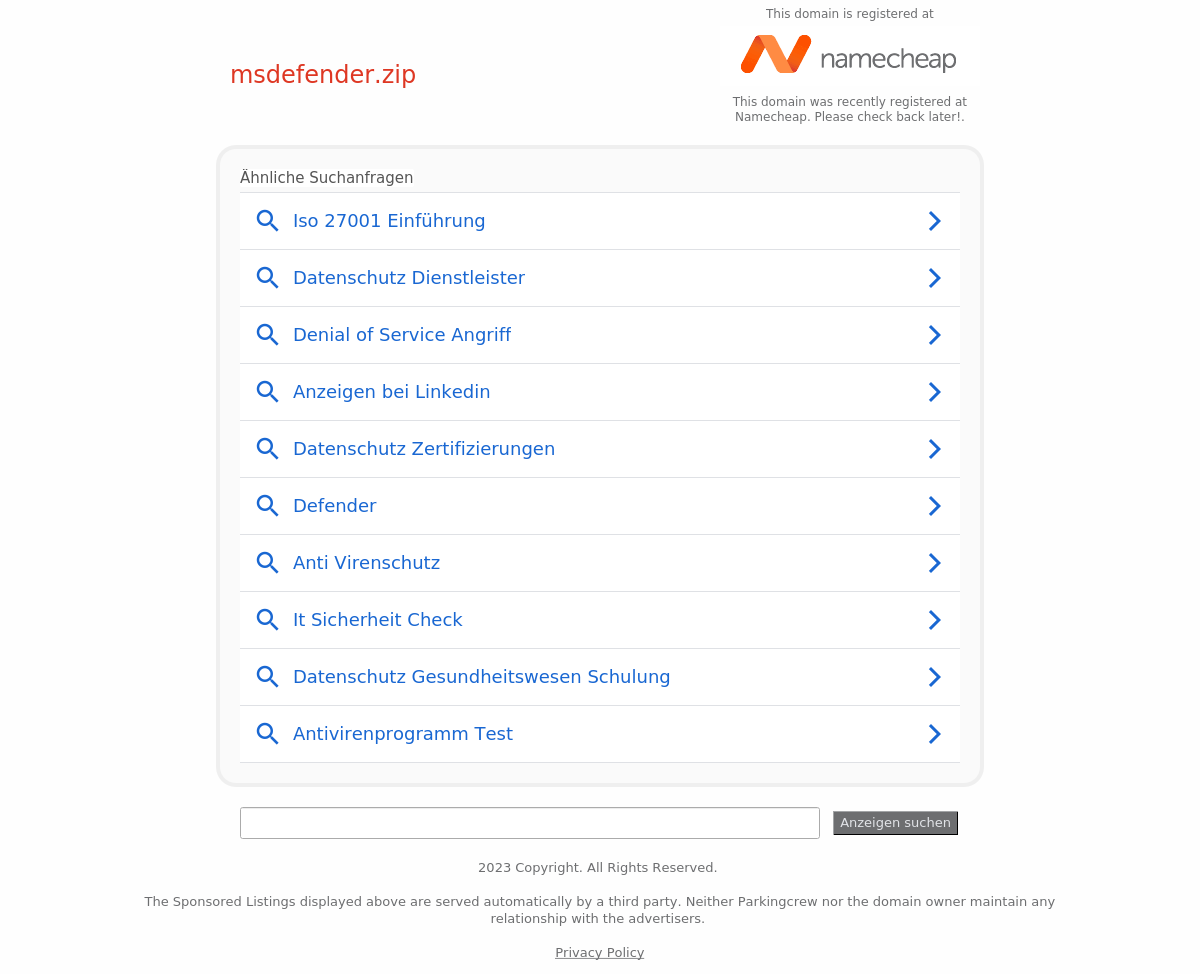 This domain is registered at
namecheap
msdefender.zip
This domain was recently registered at
Namecheap. Please check back later!.
Ähnliche Suchanfragen
Iso 27001 Einführung
Datenschutz Dienstleister
Denial of Service Angriff
Anzeigen bei Linkedin
Datenschutz Zertifizierungen
Defender
Anti Virenschutz
It Sicherheit Check
Datenschutz Gesundheitswesen Schulung
Antivirenprogramm Test
Anzeigen suchen
2023 Copyright. All Rights Reserved.
The Sponsored Listings displayed above are served automatically by a third party. Neither Parkingcrew nor the domain owner maintain any
relationship with the advertisers.
Privacy Policy